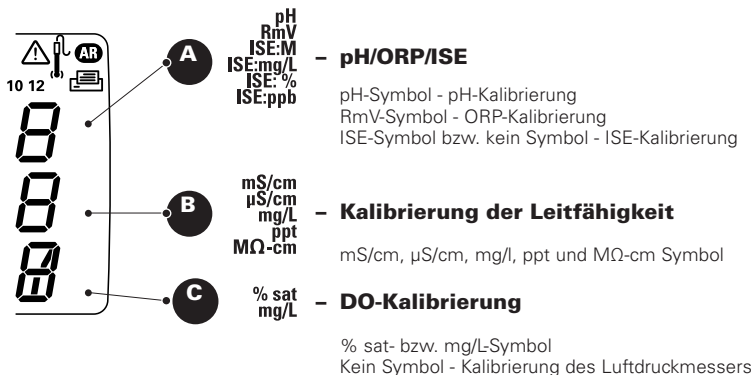 AR
10 12
A
pH
RmV
ISE:M
ISE:mg/L
ISE: %
ISE:ppb
– pH/ORP/ISE
pH-Symbol - pH-Kalibrierung
RmV-Symbol - ORP-Kalibrierung
ISE-Symbol bzw. kein Symbol - ISE-Kalibrierung
B
mS/cm
µS/cm
mg/L
ppt
MΩ-cm
– Kalibrierung der Leitfähigkeit
mS/cm, µS/cm, mg/l, ppt und MΩ-cm Symbol
C
% sat
mg/L
– DO-Kalibrierung
% sat- bzw. mg/L-Symbol
Kein Symbol - Kalibrierung des Luftdruckmessers